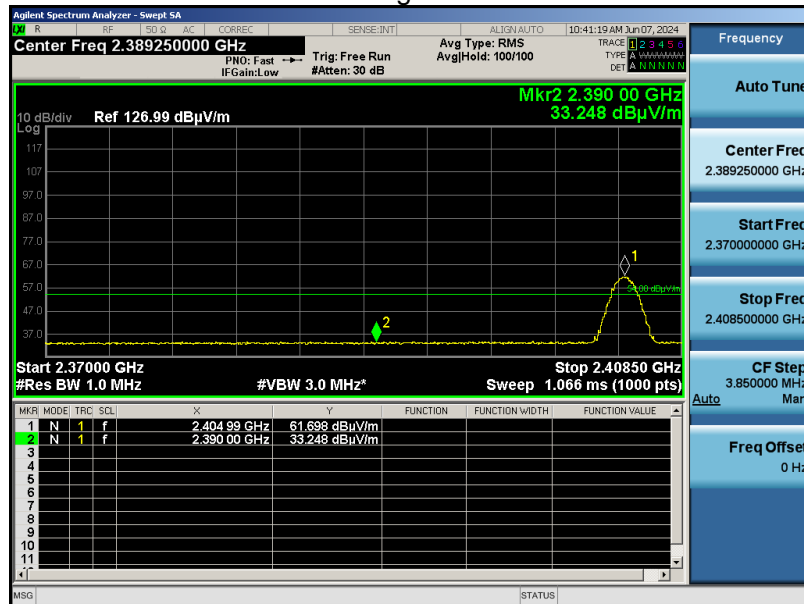 Agilent Spectrum Analyzer - Swept SA
LXI R RF 50 Ω AC CORREC SENSE:INT ALIGN AUTO 10:41:19 AM Jun 07, 2024
Center Freq 2.389250000 GHz
PNO: Fast
IFGain:Low
Trig: Free Run
#Atten: 30 dB
Avg Type: RMS
Avg|Hold: 100/100
TRACE 1 2 3 4 5 6
TYPE A WWWWW
DET A N N N N N
Mkr2 2.390 00 GHz
33.248 dBµV/m
10 dB/div Ref 126.99 dBµV/m
Log
117
107
97.0
87.0
77.0
67.0
57.0
47.0
37.0
1
54.00 dBµV/m
2
Start 2.37000 GHz Stop 2.40850 GHz
#Res BW 1.0 MHz #VBW 3.0 MHz* Sweep 1.066 ms (1000 pts)
MKR MODE TRC SCL X Y FUNCTION FUNCTION WIDTH FUNCTION VALUE
1 N 1 f 2.404 99 GHz 61.698 dBµV/m
2 N 1 f 2.390 00 GHz 33.248 dBµV/m
3
4
5
6
7
8
9
10
11
MSG STATUS
Frequency
Auto Tune
Center Freq
2.389250000 GHz
Start Freq
2.370000000 GHz
Stop Freq
2.408500000 GHz
CF Step
3.850000 MHz
Auto Man
Freq Offset
0 Hz